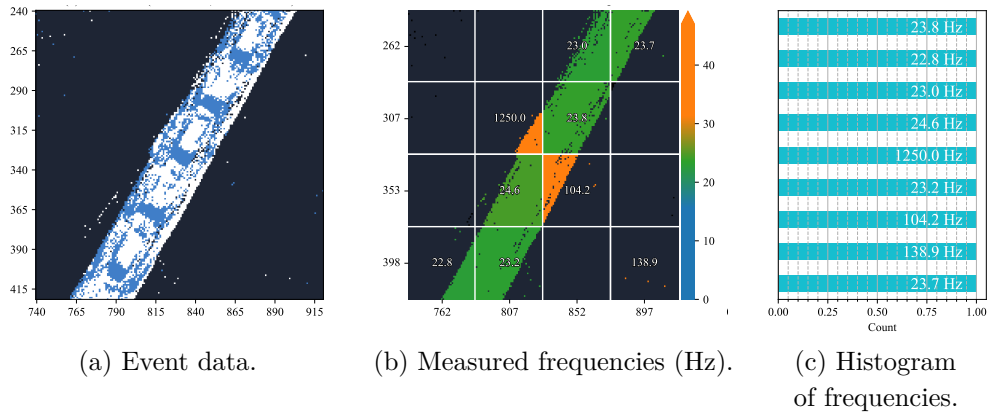 240
265
290
315
340
365
390
415
740 765 790 815 840 865 890 915
(a) Event data.
262
307
353
398
23.0 23.7
1250.0 23.8
24.6 104.2
22.8 23.2 138.9
762 807 852 897
40
30
20
10
0
(b) Measured frequencies (Hz).
23.8 Hz
22.8 Hz
23.0 Hz
24.6 Hz
1250.0 Hz
23.2 Hz
104.2 Hz
138.9 Hz
23.7 Hz
0.00 0.25 0.50 0.75 1.00
Count
(c) Histogram
of frequencies.